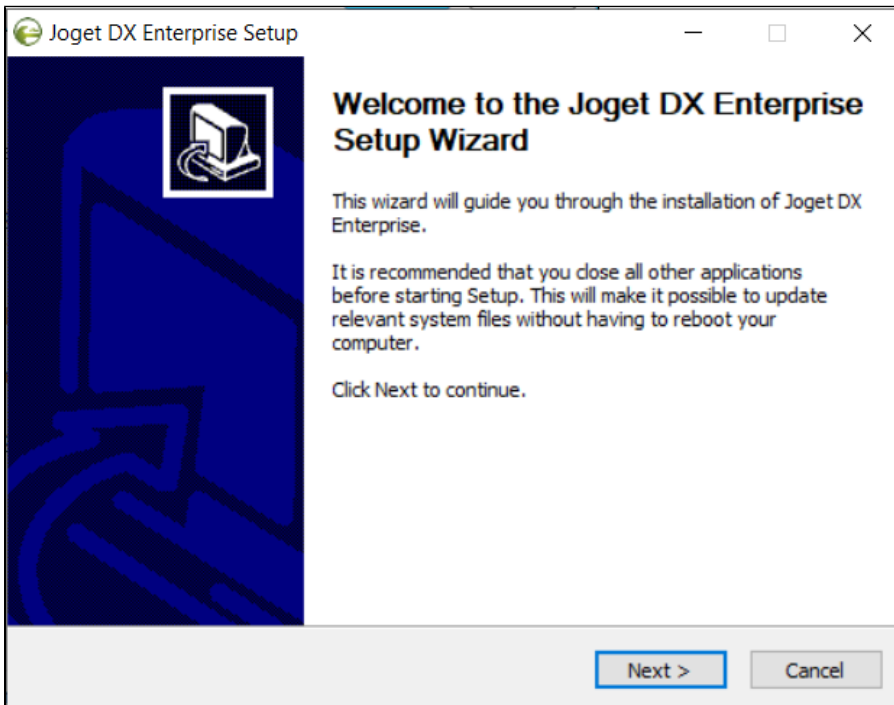 Joget DX Enterprise Setup
Welcome to the Joget DX Enterprise
Setup Wizard
This wizard will guide you through the installation of Joget DX
Enterprise.
It is recommended that you close all other applications
before starting Setup. This will make it possible to update
relevant system files without having to reboot your
computer.
Click Next to continue.
Next >
Cancel